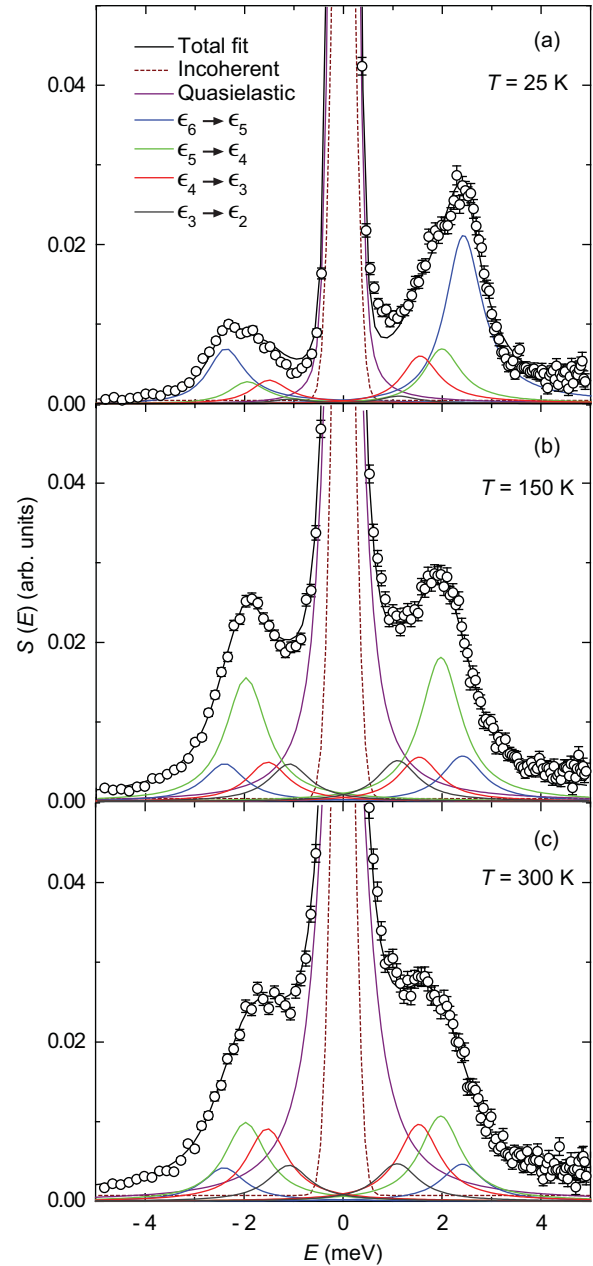 (a)
T = 25 K
Total fit
Incoherent
Quasielastic
ϵ6 → ϵ5
ϵ5 → ϵ4
ϵ4 → ϵ3
ϵ3 → ϵ2
0.04
0.02
0.00
(b)
T = 150 K
0.04
0.02
0.00
S (E) (arb. units)
(c)
T = 300 K
0.04
0.02
0.00
- 4 - 2 0 2 4
E (meV)